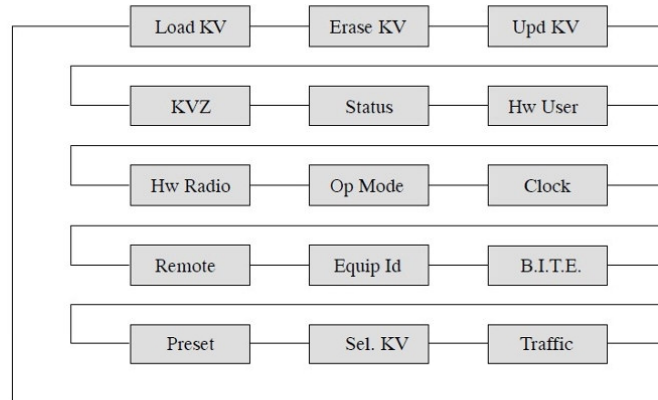 Load KV Erase KV Upd KV
KVZ Status Hw User
Hw Radio Op Mode Clock
Remote Equip Id B.I.T.E.
Preset Sel. KV Traffic